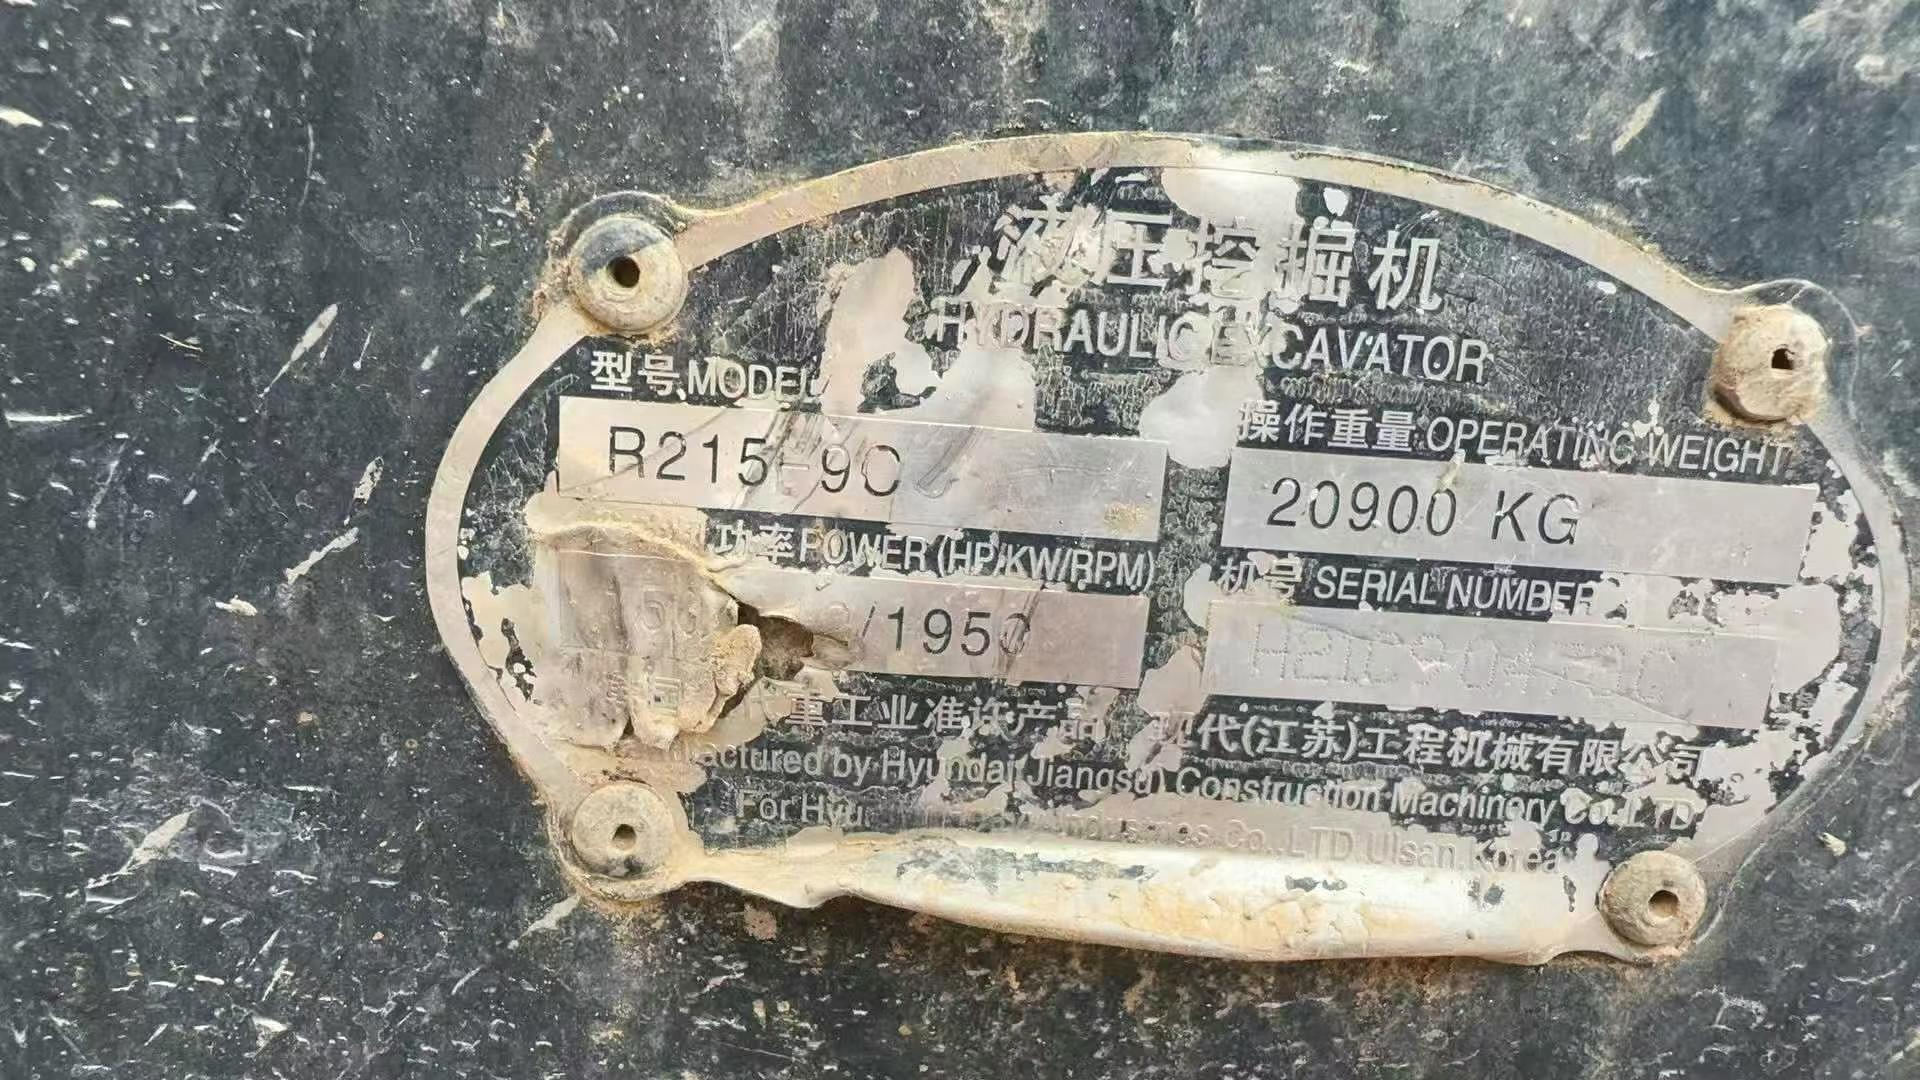 液压挖掘机
HYDRAULIC EXCAVATOR
型号 MODEL
R215-9C
操作重量 OPERATING WEIGHT
20900 KG
功率 POWER (HP/KW/RPM)
/1950
机号 SERIAL NUMBER
代重工业准许产品 现代(江苏)工程机械有限公司
by Hyundai (Jiangsu) Construction Machinery Co., LTD
For Co., LTD Ulsan, Korea